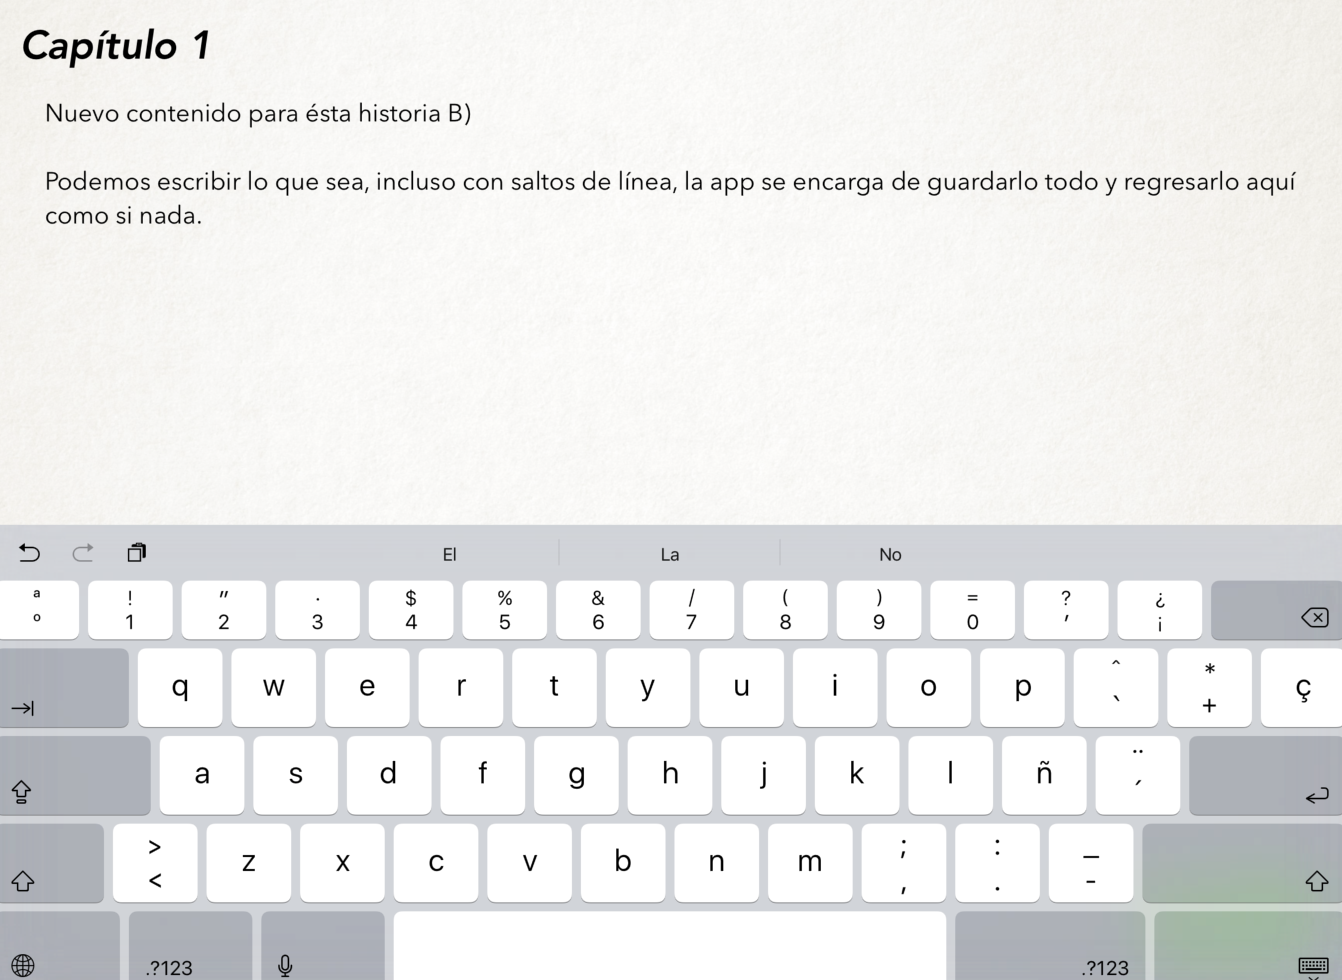 Capítulo 1
Nuevo contenido para ésta historia B)
Podemos escribir lo que sea, incluso con saltos de línea, la app se encarga de guardarlo todo y regresarlo aquí
como si nada.
El La No
ª ! " · $ % & / ( ) = ? ¿
º 1 2 3 4 5 6 7 8 9 0 ' ¡
q w e r t y u i o p ^ ` * + ç
a s d f g h j k l ñ ¨ ´
> < z x c v b n m ; , : . _ -
.?123 .?123